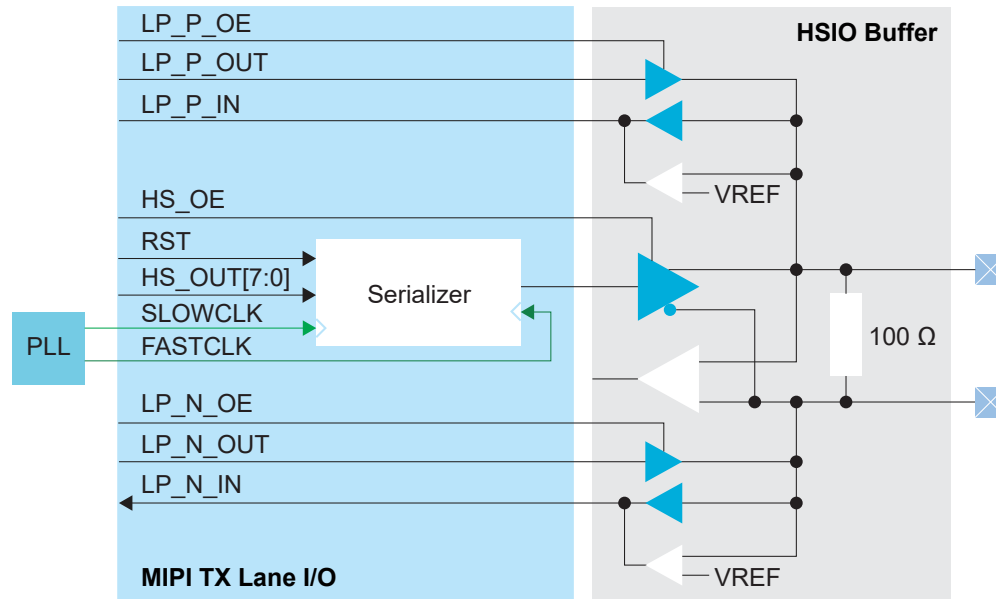 LP_P_OE
HSIO Buffer
LP_P_OUT
LP_P_IN
VREF
HS_OE
RST
HS_OUT[7:0]
Serializer
SLOWCLK
PLL
FASTCLK
100 Ω
LP_N_OE
LP_N_OUT
LP_N_IN
MIPI TX Lane I/O
VREF